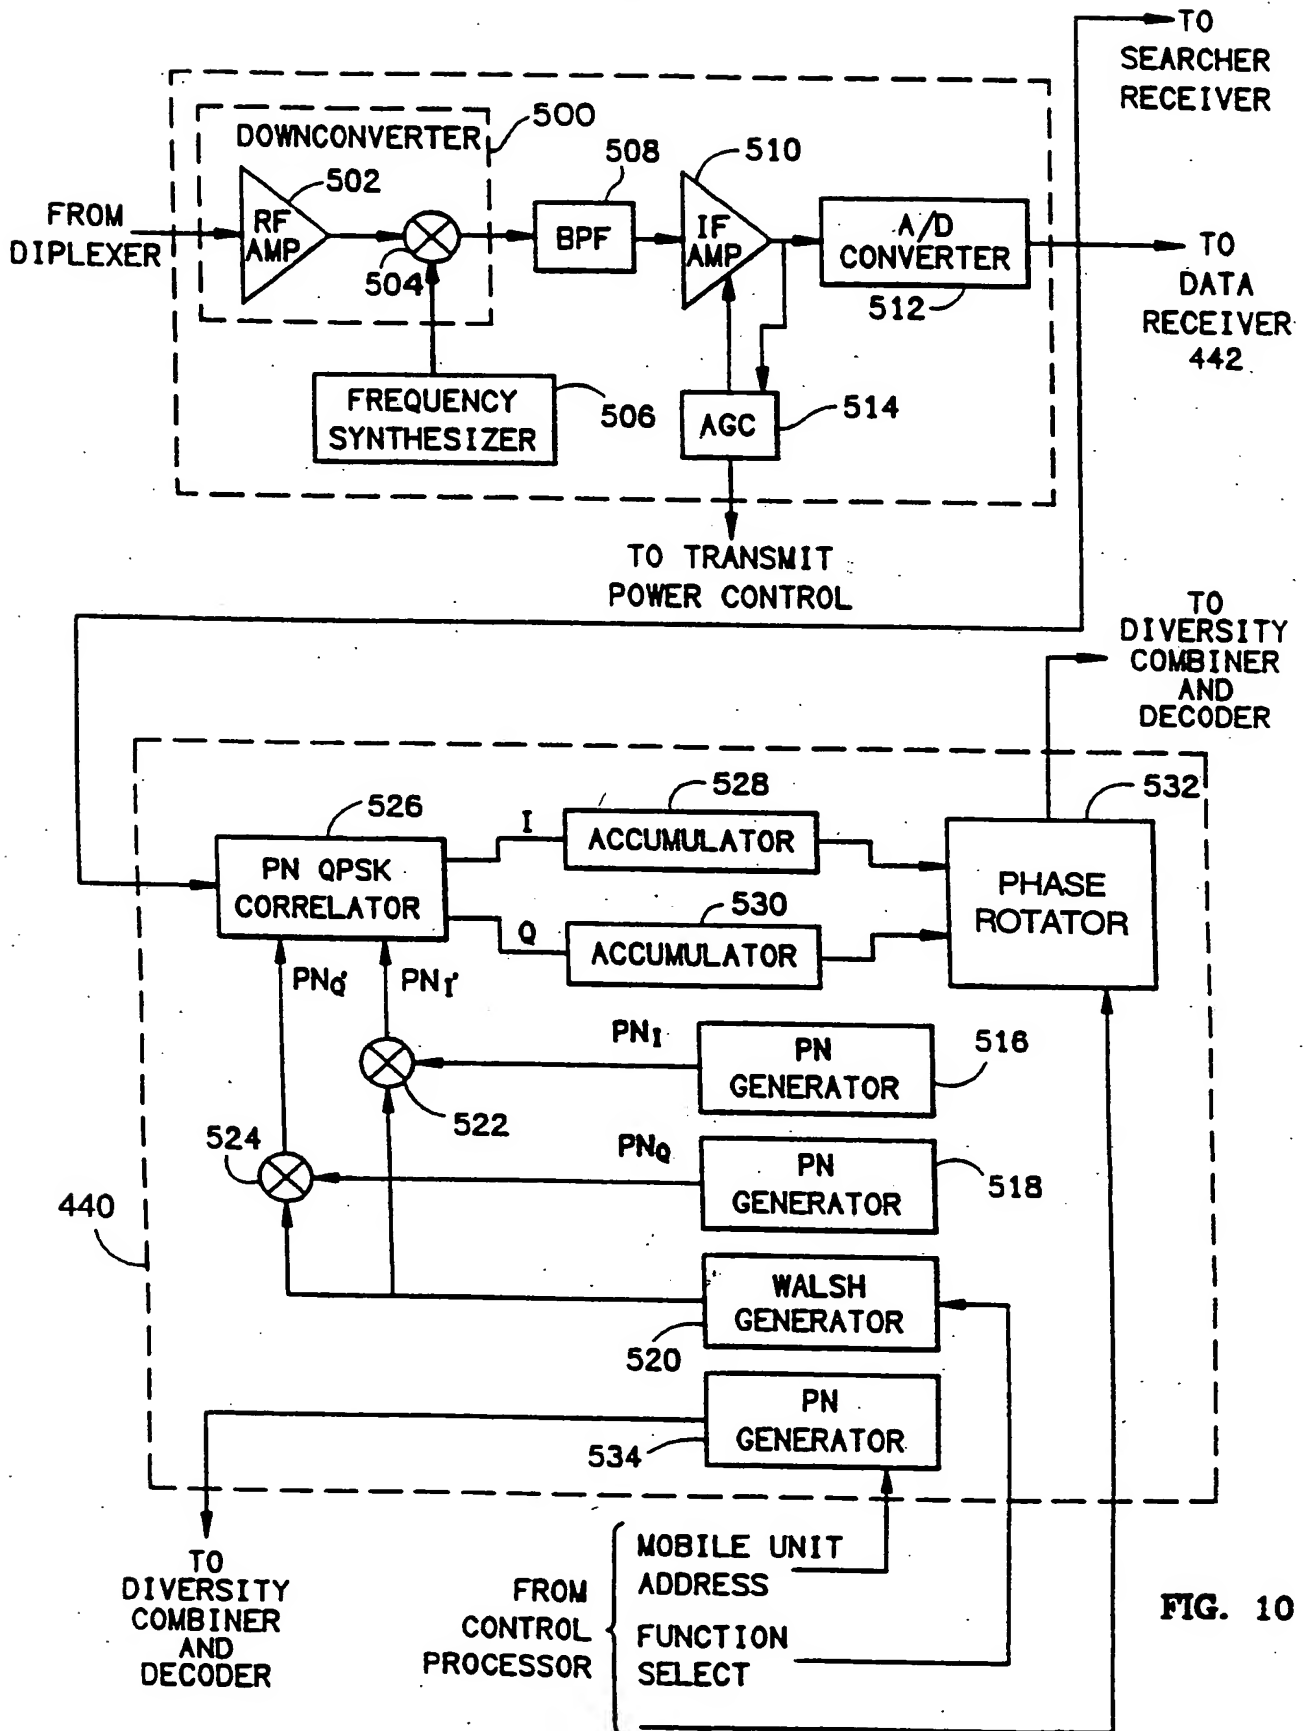 TO
SEARCHER
RECEIVER
DOWNCONVERTER
500
502
508
510
FROM
DIPLEXER
RF
AMP
504
BPF
IF
AMP
A/D
CONVERTER
512
TO
DATA
RECEIVER
442
FREQUENCY
SYNTHESIZER
506
AGC
514
TO TRANSMIT
POWER CONTROL
TO
DIVERSITY
COMBINER
AND
DECODER
526
528
532
PN QPSK
CORRELATOR
I
ACCUMULATOR
530
Q
ACCUMULATOR
PHASE
ROTATOR
PNQ'
PNI'
PNI
PN
GENERATOR
516
522
524
PNQ
PN
GENERATOR
518
440
WALSH
GENERATOR
520
PN
GENERATOR
534
TO
DIVERSITY
COMBINER
AND
DECODER
FROM
CONTROL
PROCESSOR
MOBILE UNIT
ADDRESS
FUNCTION
SELECT
FIG. 10